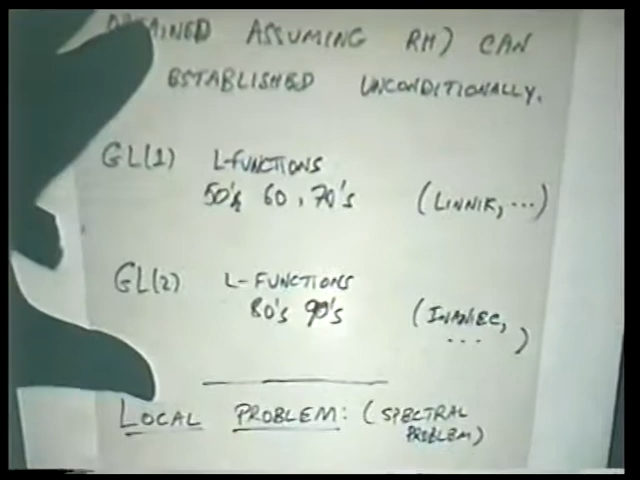 OBTAINED ASSUMING RH) CAN
ESTABLISHED UNCONDITIONALLY.
GL(1) L-FUNCTIONS
50's 60, 70's (LINNIK, ...)
GL(2) L-FUNCTIONS
80's 90's (IWANIEC,
... )
LOCAL PROBLEM: (SPECTRAL
PROBLEM)